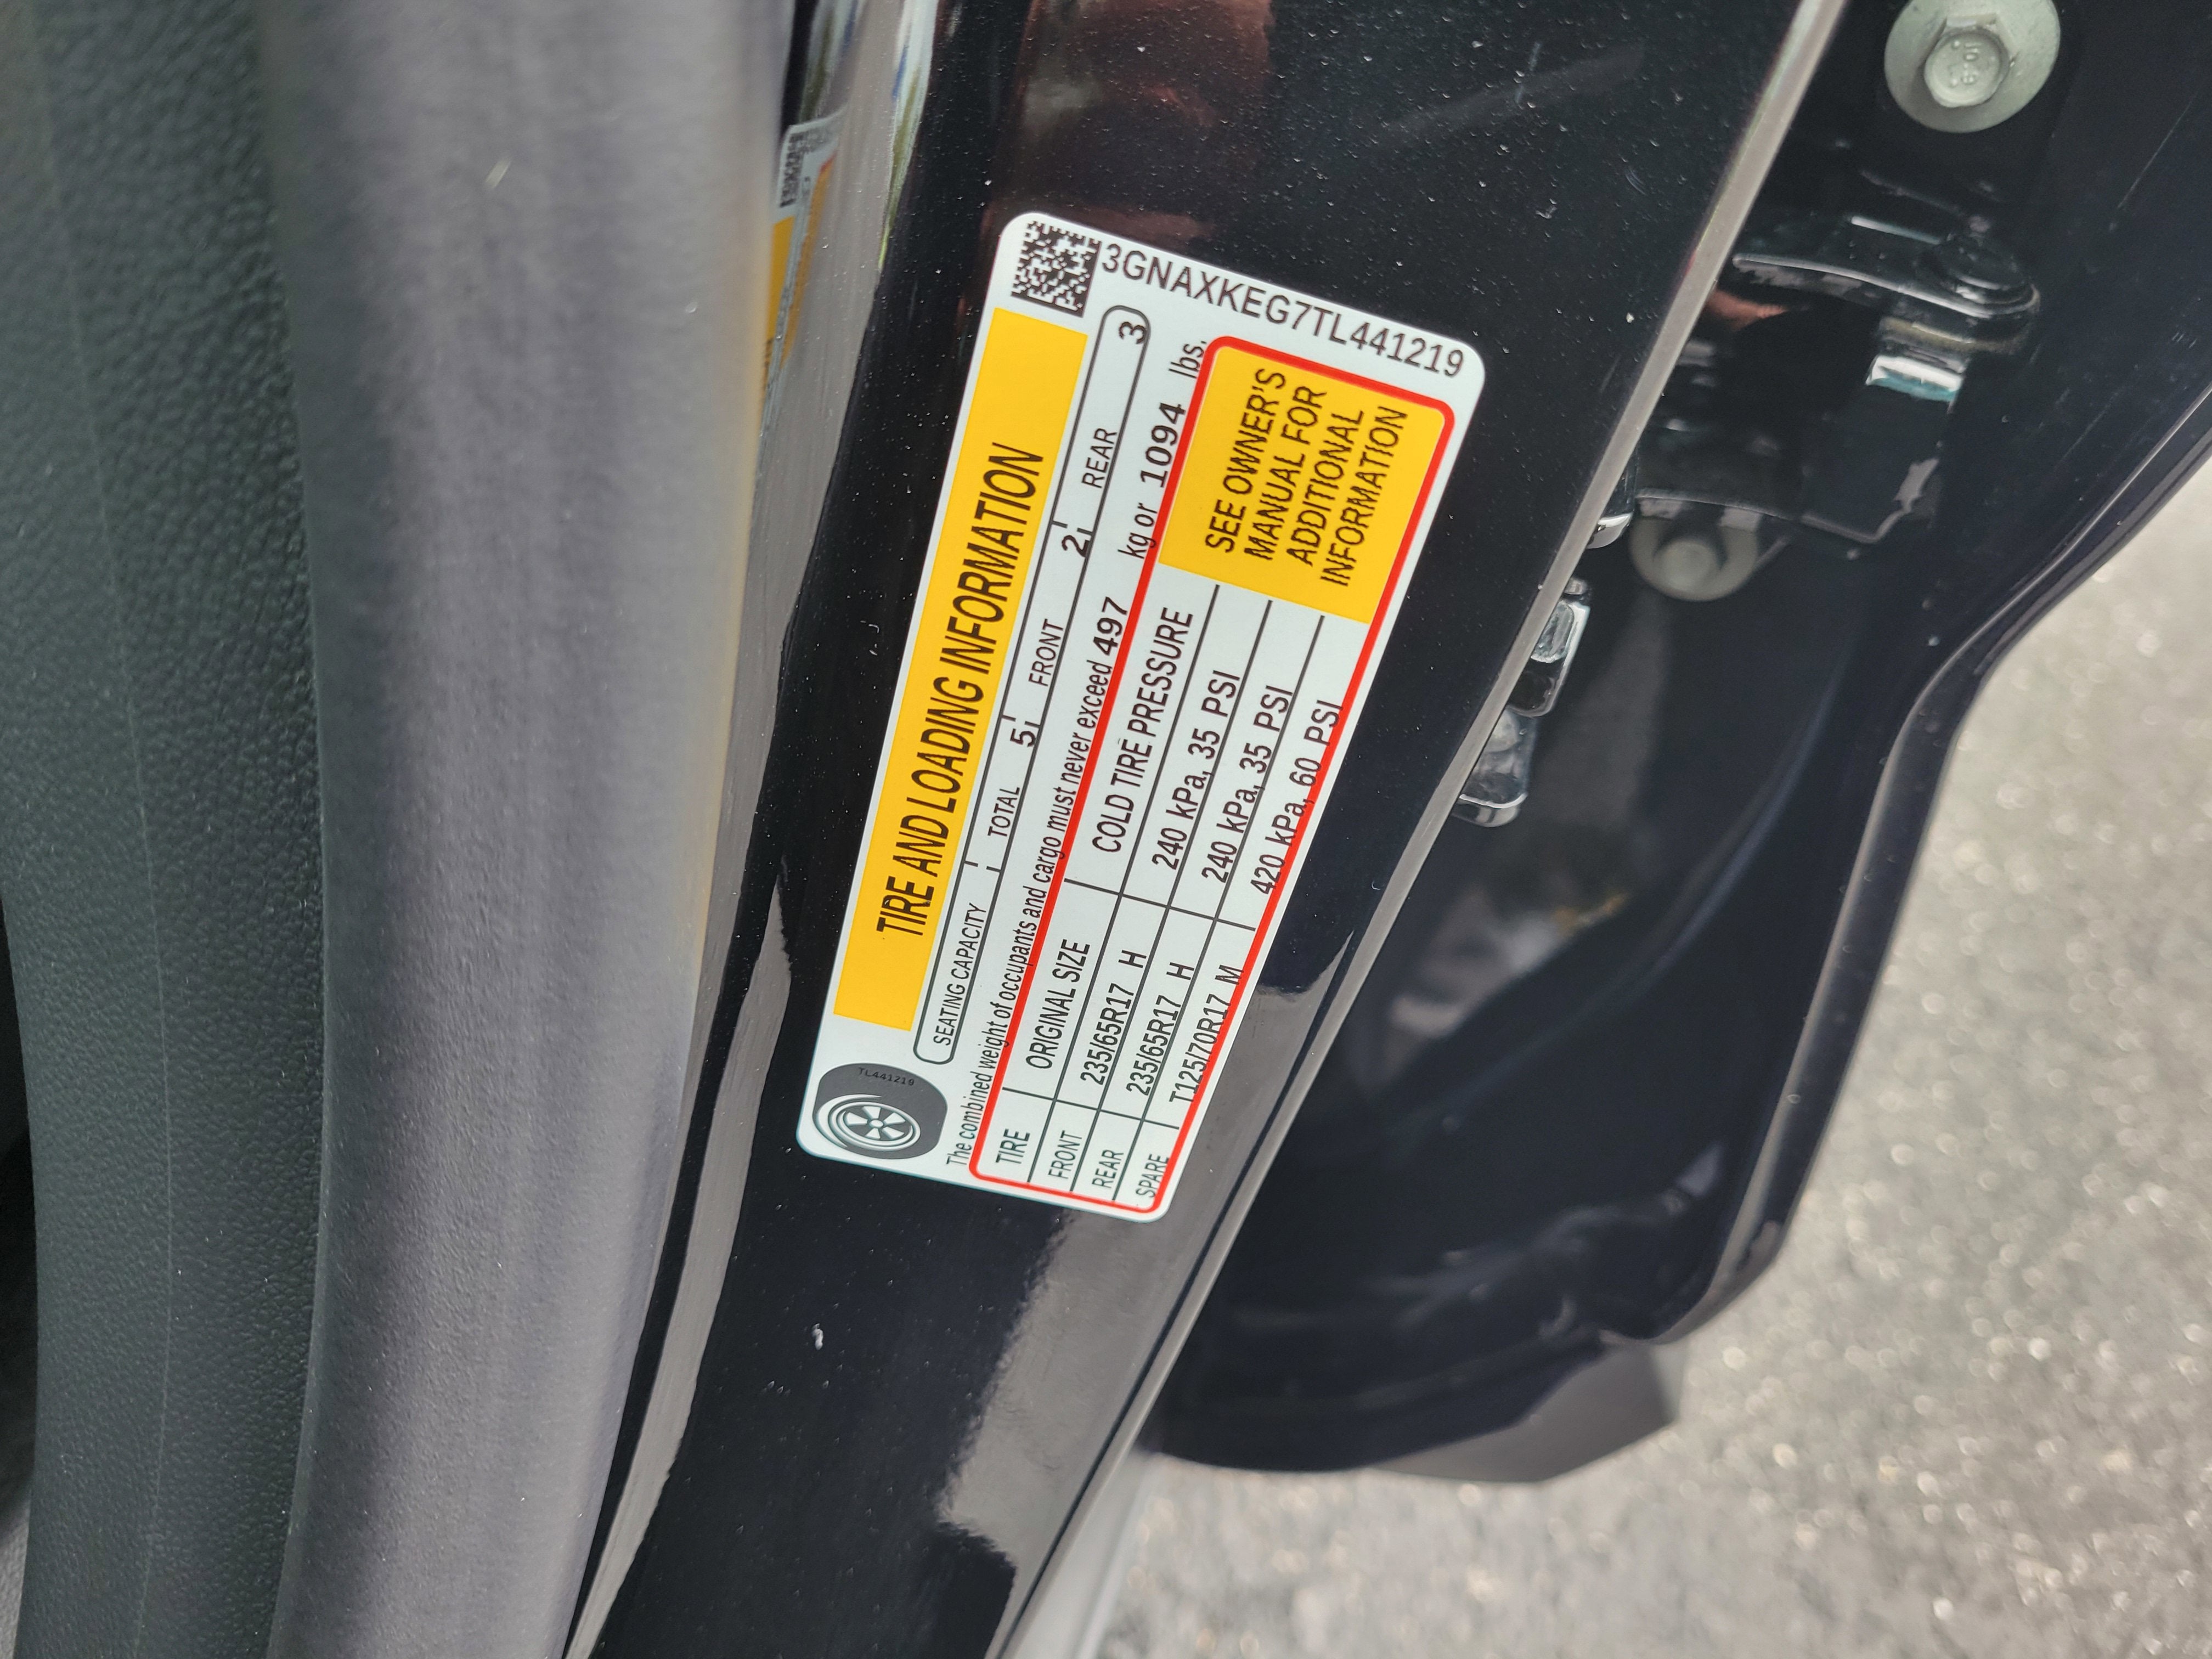 3GNAXKEG7TL441219
TIRE AND LOADING INFORMATION
TL441219
SEATING CAPACITY TOTAL 5 FRONT 2 REAR 3
The combined weight of occupants and cargo must never exceed 497 kg or 1094 lbs.
TIRE ORIGINAL SIZE COLD TIRE PRESSURE
FRONT 235/65R17 H 240 kPa, 35 PSI
REAR 235/65R17 H 240 kPa, 35 PSI
SPARE T125/70R17 M 420 kPa, 60 PSI
SEE OWNER'S
MANUAL FOR
ADDITIONAL
INFORMATION